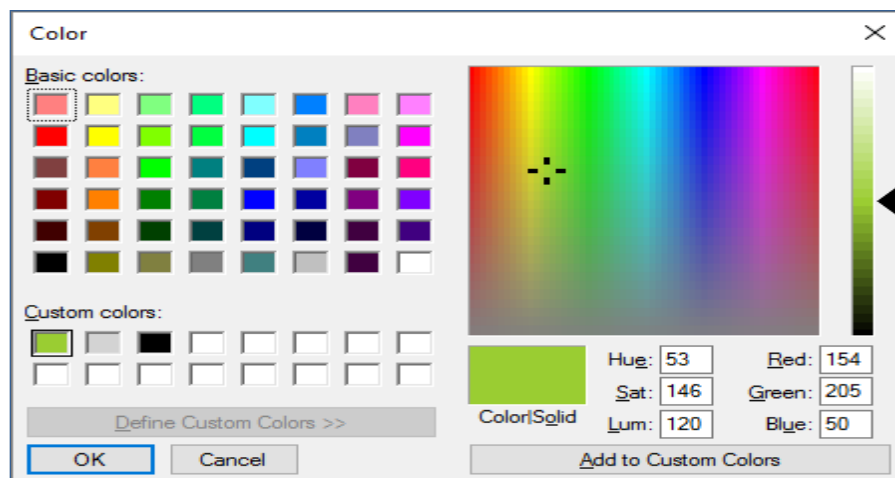 Color
Basic colors:
Custom colors:
Define Custom Colors >>
OK
Cancel
Color|Solid
Hue: 53
Sat: 146
Lum: 120
Red: 154
Green: 205
Blue: 50
Add to Custom Colors